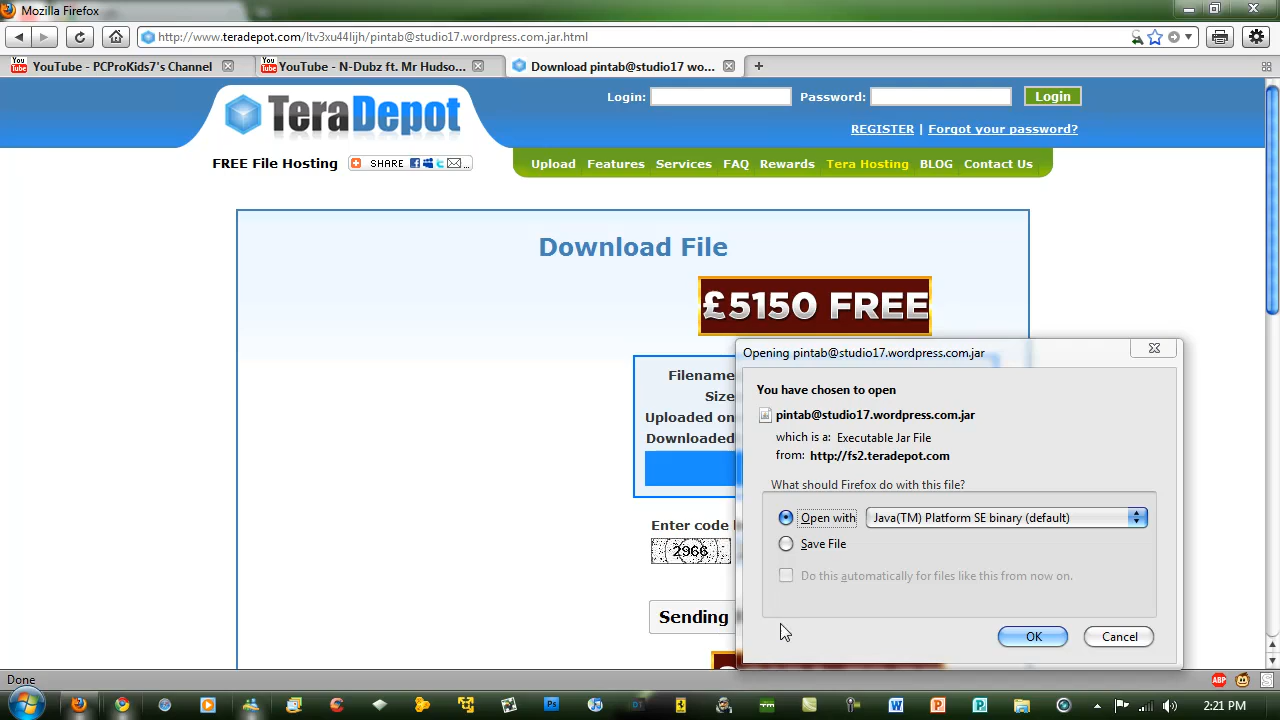 Mozilla Firefox
http://www.teradepot.com/ltv3xu44lijh/pintab@studio17.wordpress.com.jar.html
You Tube YouTube - PCProKids7's Channel
You Tube YouTube - N-Dubz ft. Mr Hudso...
Download pintab@studio17 wo...
Login:
Password:
Login
TeraDepot
REGISTER | Forgot your password?
FREE File Hosting
SHARE
...
Upload Features Services FAQ Rewards Tera Hosting BLOG Contact Us
Download File
£5150 FREE
Opening pintab@studio17.wordpress.com.jar
Filename
Size
Uploaded on
Downloaded
You have chosen to open
pintab@studio17.wordpress.com.jar
which is a: Executable Jar File
from: http://fs2.teradepot.com
What should Firefox do with this file?
Open with
Java(TM) Platform SE binary (default)
Save File
Do this automatically for files like this from now on.
OK
Cancel
Enter code
2966
Sending
Done
ABP
2:21 PM